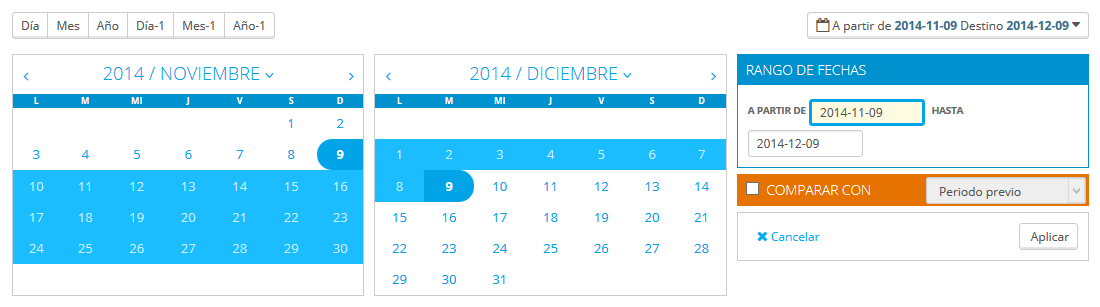 Día Mes Año Día-1 Mes-1 Año-1
A partir de 2014-11-09 Destino 2014-12-09
2014 / NOVIEMBRE
L M MI J V S D
1 2
3 4 5 6 7 8 9
10 11 12 13 14 15 16
17 18 19 20 21 22 23
24 25 26 27 28 29 30
2014 / DICIEMBRE
L M MI J V S D
1 2 3 4 5 6 7
8 9 10 11 12 13 14
15 16 17 18 19 20 21
22 23 24 25 26 27 28
29 30 31
RANGO DE FECHAS
A PARTIR DE 2014-11-09 HASTA
2014-12-09
COMPARAR CON Periodo previo
Cancelar Aplicar